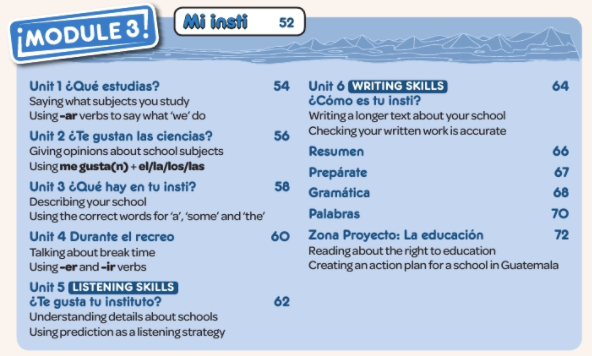 ¡MODULE 3!
Mi insti 52
Unit 1 ¿Qué estudias? 54
Saying what subjects you study
Using –ar verbs to say what 'we' do
Unit 2 ¿Te gustan las ciencias? 56
Giving opinions about school subjects
Using me gusta(n) + el/la/los/las
Unit 3 ¿Qué hay en tu insti? 58
Describing your school
Using the correct words for 'a', 'some' and 'the'
Unit 4 Durante el recreo 60
Talking about break time
Using –er and –ir verbs
Unit 5 LISTENING SKILLS
¿Te gusta tu instituto? 62
Understanding details about schools
Using prediction as a listening strategy
Unit 6 WRITING SKILLS 64
¿Cómo es tu insti?
Writing a longer text about your school
Checking your written work is accurate
Resumen 66
Prepárate 67
Gramática 68
Palabras 70
Zona Proyecto: La educación 72
Reading about the right to education
Creating an action plan for a school in Guatemala